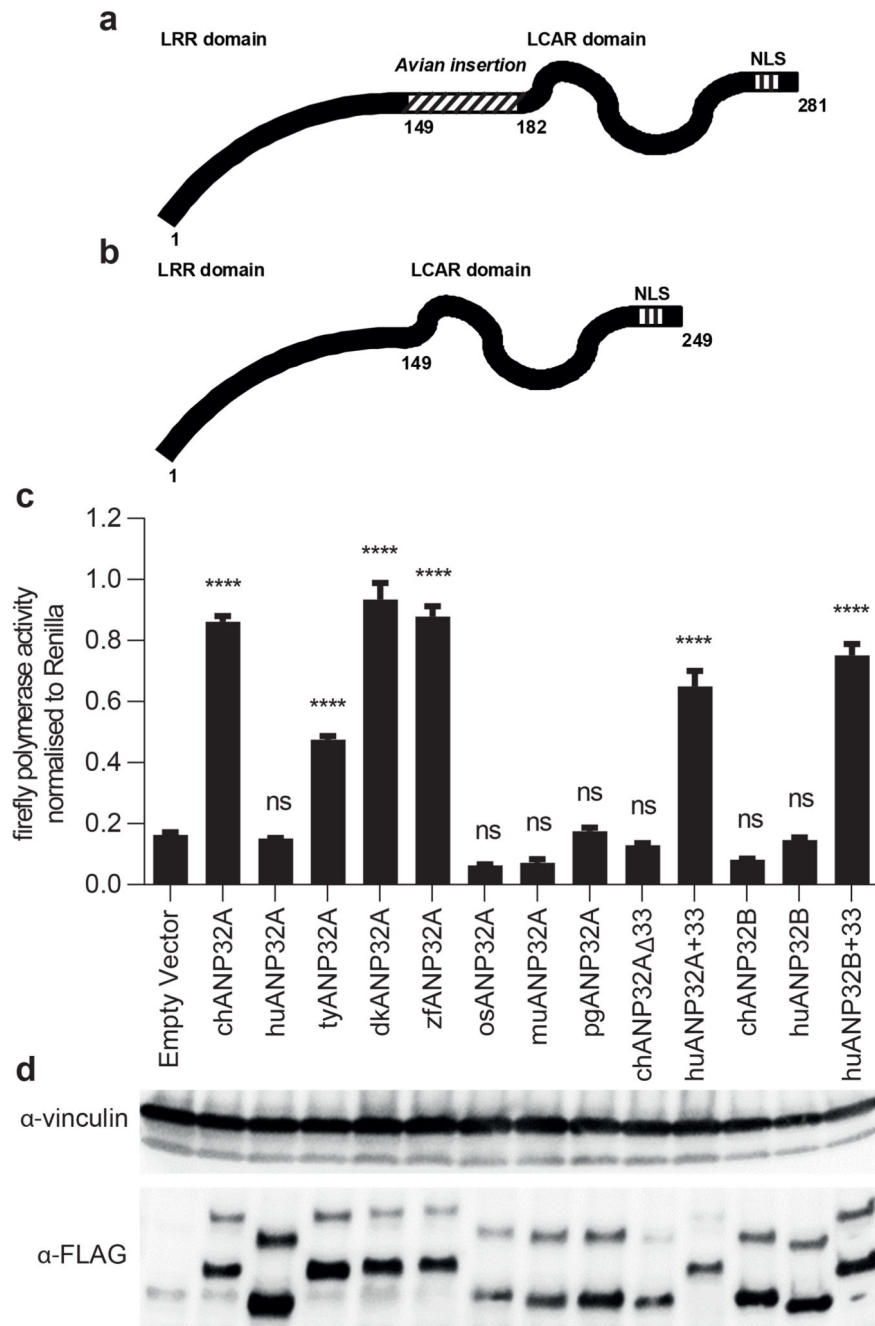 a
LRR domain
LCAR domain
Avian insertion
NLS
149
182
281
1
b
LRR domain
LCAR domain
NLS
149
249
1
c
firefly polymerase activity
normalised to Renilla
1.2
1.0
0.8
0.6
0.4
0.2
0.0
****
ns
****
****
****
ns
ns
ns
ns
****
ns
ns
****
Empty Vector
chANP32A
huANP32A
tyANP32A
dkANP32A
zfANP32A
osANP32A
muANP32A
pgANP32A
chANP32AΔ33
huANP32A+33
chANP32B
huANP32B
huANP32B+33
d
α-vinculin
α-FLAG